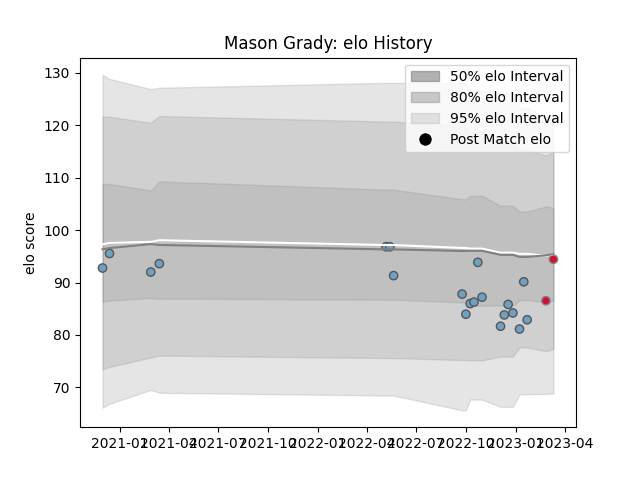 Mason Grady: elo History
50% elo Interval
80% elo Interval
95% elo Interval
Post Match elo
elo score
130
120
110
100
90
80
70
2021-01 2021-04 2021-07 2021-10 2022-01 2022-04 2022-07 2022-10 2023-01 2023-04